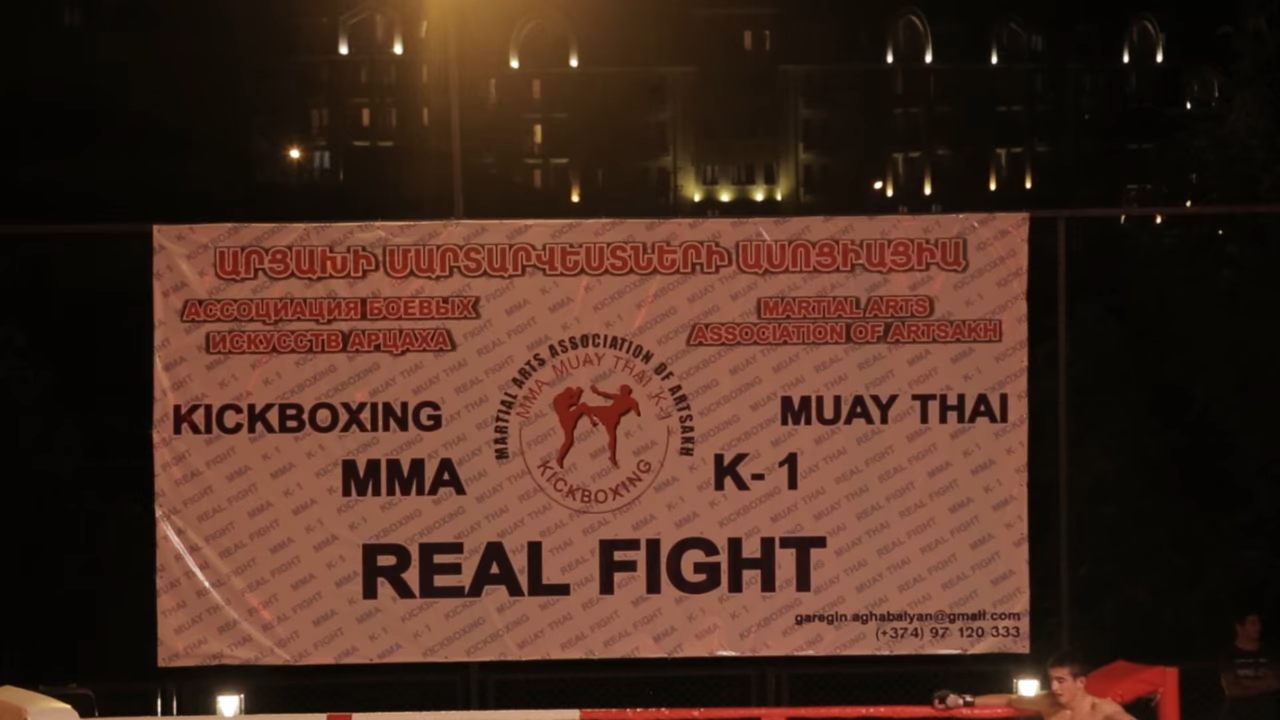 ԱՐՑԱԽԻ ՄԱՐՏԱՐՎԵՍՏՆԵՐԻ ԱՍՈՑԻԱՑԻԱ
АССОЦИАЦИЯ БОЕВЫХ
ИСКУССТВ АРЦАХА
MARTIAL ARTS
ASSOCIATION OF ARTSAKH
MARTIAL ARTS ASSOCIATION OF ARTSAKH
MMA MUAY THAI K-1
KICKBOXING
KICKBOXING
MUAY THAI
MMA
K-1
REAL FIGHT
garegin.aghabalyan@gmail.com
(+374) 97 120 333